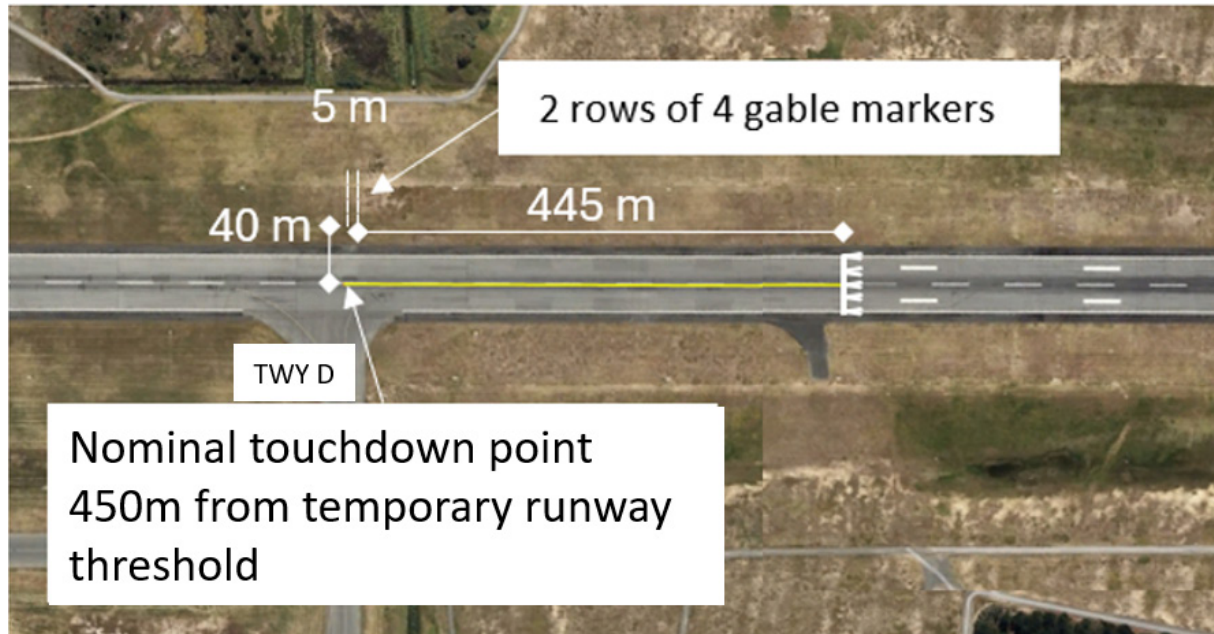 5 m
2 rows of 4 gable markers
445 m
40 m
TWY D
Nominal touchdown point
450m from temporary runway
threshold